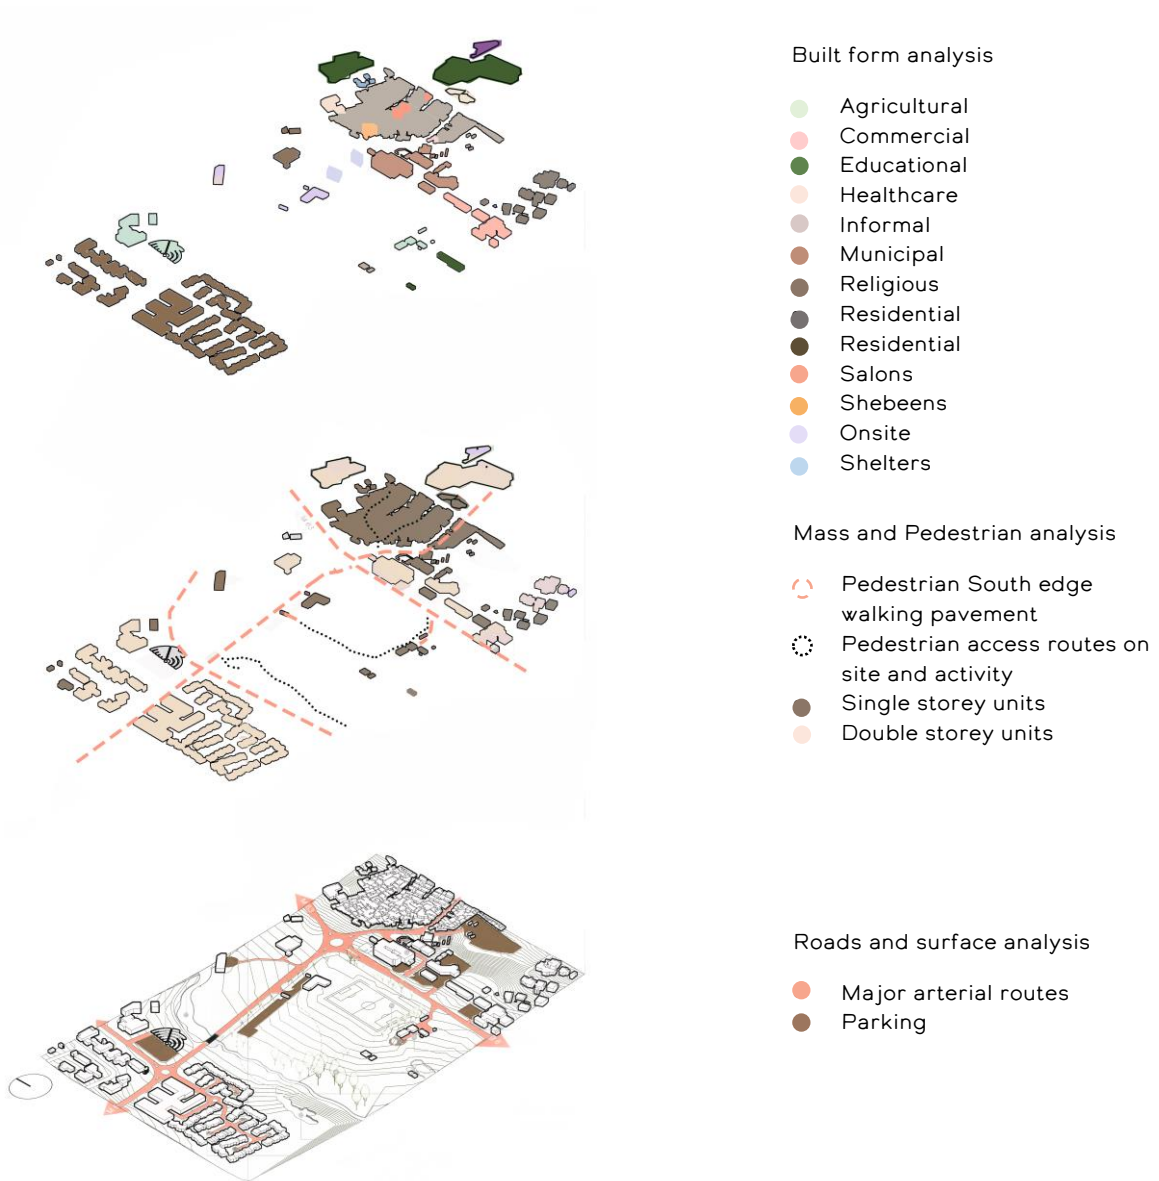 Built form analysis
Agricultural
Commercial
Educational
Healthcare
Informal
Municipal
Religious
Residential
Residential
Salons
Shebeens
Onsite
Shelters
Mass and Pedestrian analysis
Pedestrian South edge
walking pavement
Pedestrian access routes on
site and activity
Single storey units
Double storey units
Roads and surface analysis
Major arterial routes
Parking